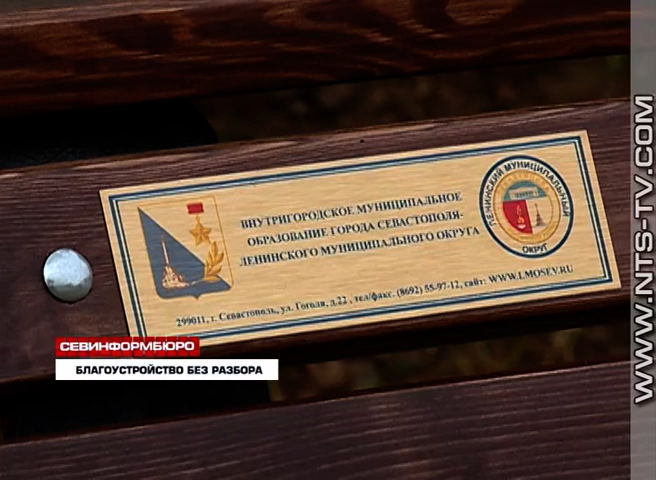 ВНУТРИГОРОДСКОЕ МУНИЦИПАЛЬНОЕ
ОБРАЗОВАНИЕ ГОРОДА СЕВАСТОПОЛЯ-
ЛЕНИНСКОГО МУНИЦИПАЛЬНОГО ОКРУГА
ЛЕНИНСКИЙ МУНИЦИПАЛЬНЫЙ
ОКРУГ
299011, г. Севастополь, ул. Гоголя, д.22 , тел/факс. (8692) 55-97-12, сайт: WWW.LMOSEV.RU
СЕВИНФОРМБЮРО
БЛАГОУСТРОЙСТВО БЕЗ РАЗБОРА
WWW.NTS-TV.COM